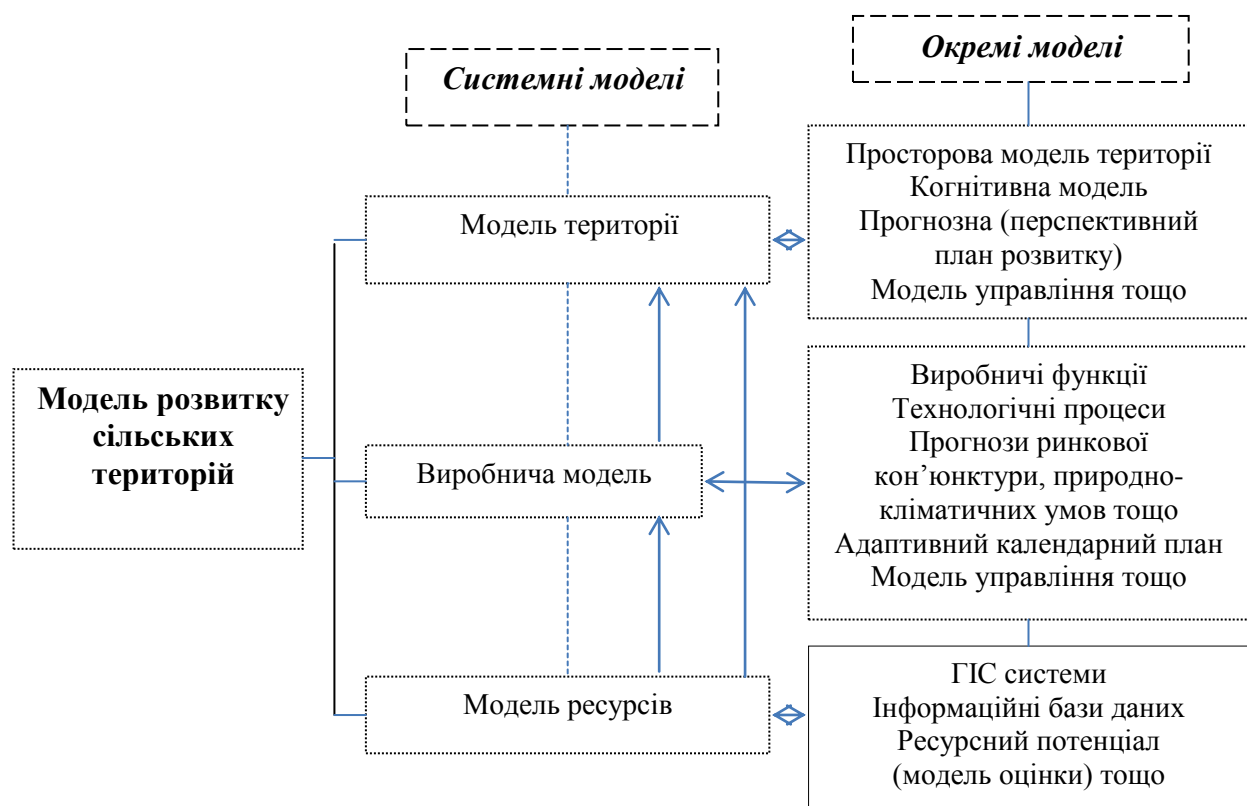 Системні моделі
Окремі моделі
Модель розвитку
сільських
територій
Модель території
Виробнича модель
Модель ресурсів
Просторова модель території
Когнітивна модель
Прогнозна (перспективний
план розвитку)
Модель управління тощо
Виробничі функції
Технологічні процеси
Прогнози ринкової
кон’юнктури, природно-
кліматичних умов тощо
Адаптивний календарний план
Модель управління тощо
ГІС системи
Інформаційні бази даних
Ресурсний потенціал
(модель оцінки) тощо